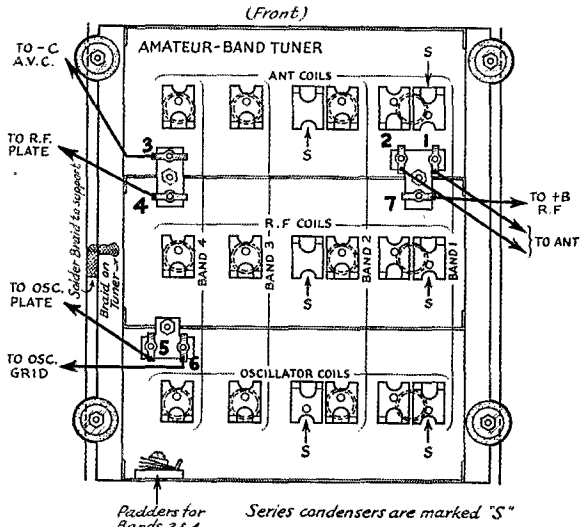 (Front)
TO -C
A.V.C.
AMATEUR-BAND TUNER
S
ANT COILS
TO R.F.
PLATE
3
S
2
1
4
7
TO +B
R.F
TO ANT
Solder Braid to support
Braid on
Tuner
R.F COILS
BAND 4
BAND 3
BAND 2
BAND 1
S
S
TO OSC.
PLATE
5
6
TO OSC.
GRID
OSCILLATOR COILS
S
S
Padders for
Bands 3 & 4
Series condensers are marked "S"